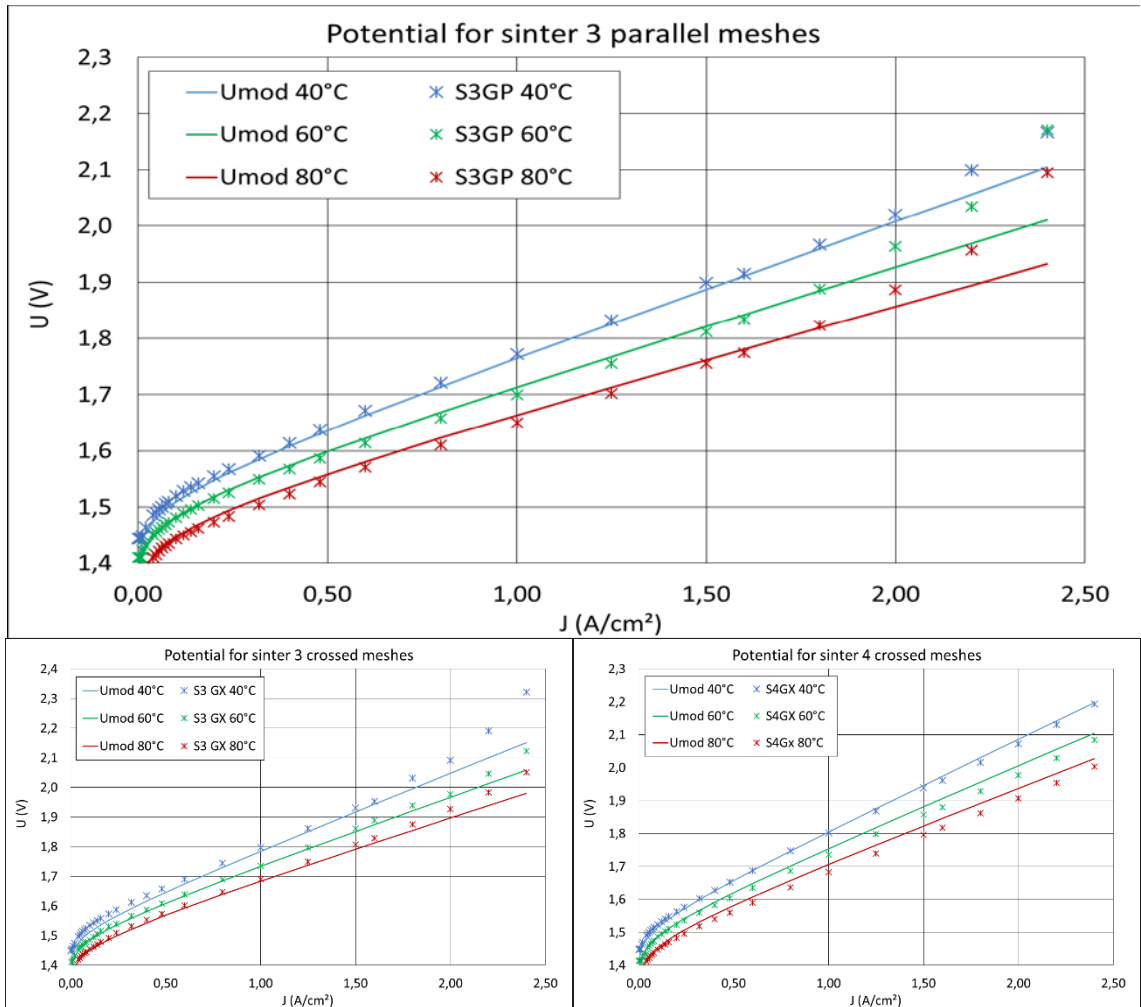 Potential for sinter 3 parallel meshes
2,3
2,2
2,1
2,0
1,9
1,8
1,7
1,6
1,5
1,4
U (V)
Umod 40°C S3GP 40°C
Umod 60°C S3GP 60°C
Umod 80°C S3GP 80°C
0,00 0,50 1,00 1,50 2,00 2,50
J (A/cm²)
Potential for sinter 3 crossed meshes
2,4
2,3
2,2
2,1
2,0
1,9
1,8
1,7
1,6
1,5
1,4
U (V)
Umod 40°C S3 GX 40°C
Umod 60°C S3 GX 60°C
Umod 80°C S3 GX 80°C
0,00 0,50 1,00 1,50 2,00 2,50
J (A/cm²)
Potential for sinter 4 crossed meshes
2,3
2,2
2,1
2,0
1,9
1,8
1,7
1,6
1,5
1,4
U (V)
Umod 40°C S4GX 40°C
Umod 60°C S4GX 60°C
Umod 80°C S4Gx 80°C
0,00 0,50 1,00 1,50 2,00 2,50
J (A/cm²)